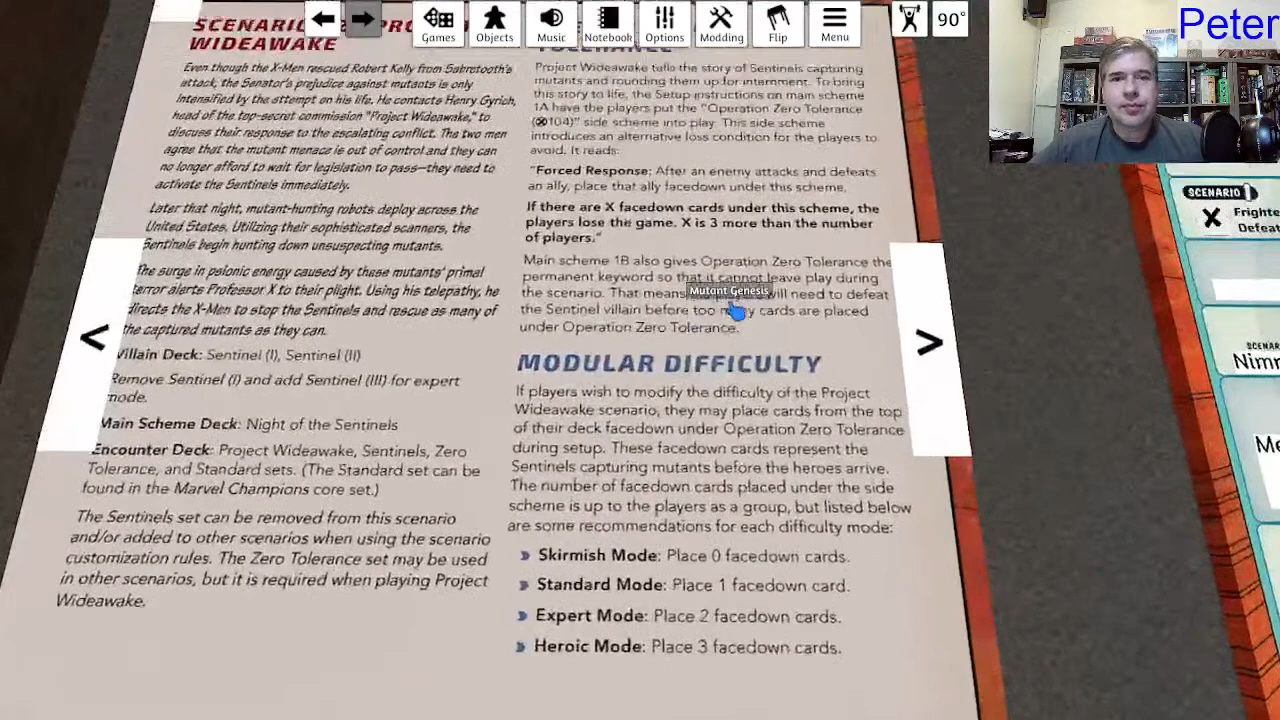 Games
Objects
Music
Notebook
Options
Modding
Flip
Menu
90°
Peter
SCENARIO
WIDEAWAKE
Even though the X-Men rescued Robert Kelly from Sabretooth's
attack, the Senator's prejudice against mutants is only
intensified by the attempt on his life. He contacts Henry Gyrich,
head of the top-secret commission "Project Wideawake," to
discuss their response to the escalating conflict. The two men
agree that the mutant menace is out of control and they can
no longer afford to wait for legislation to pass—they need to
activate the Sentinels immediately.
Later that night, mutant-hunting robots deploy across the
United States. Utilizing their sophisticated scanners, the
Sentinels begin hunting down unsuspecting mutants.
The surge in psionic energy caused by these mutants' primal
terror alerts Professor X to their plight. Using his telepathy, he
directs the X-Men to stop the Sentinels and rescue as many of
the captured mutants as they can.
Villain Deck: Sentinel (I), Sentinel (II)
Remove Sentinel (I) and add Sentinel (III) for expert
mode.
Main Scheme Deck: Night of the Sentinels
Encounter Deck: Project Wideawake, Sentinels, Zero
Tolerance, and Standard sets. (The Standard set can be
found in the Marvel Champions core set.)
The Sentinels set can be removed from this scenario
and/or added to other scenarios when using the scenario
customization rules. The Zero Tolerance set may be used
in other scenarios, but it is required when playing Project
Wideawake.
TOLERANCE
Project Wideawake tells the story of Sentinels capturing
mutants and rounding them up for internment. To bring
this story to life, the Setup instructions on main scheme
1A have the players put the "Operation Zero Tolerance
(104)" side scheme into play. This side scheme
introduces an alternative loss condition for the players to
avoid. It reads:
"Forced Response: After an enemy attacks and defeats
an ally, place that ally facedown under this scheme.
If there are X facedown cards under this scheme, the
players lose the game. X is 3 more than the number
of players."
Main scheme 1B also gives Operation Zero Tolerance the
permanent keyword so that it cannot leave play during
the scenario. That means will need to defeat
the Sentinel villain before too many cards are placed
under Operation Zero Tolerance.
Mutant Genesis
MODULAR DIFFICULTY
If players wish to modify the difficulty of the Project
Wideawake scenario, they may place cards from the top
of their deck facedown under Operation Zero Tolerance
during setup. These facedown cards represent the
Sentinels capturing mutants before the heroes arrive.
The number of facedown cards placed under the side
scheme is up to the players as a group, but listed below
are some recommendations for each difficulty mode:
Skirmish Mode: Place 0 facedown cards.
Standard Mode: Place 1 facedown card.
Expert Mode: Place 2 facedown cards.
Heroic Mode: Place 3 facedown cards.
<
>
SCENARIO
Frighte
Defeat
SCENAR
Nimr
Me